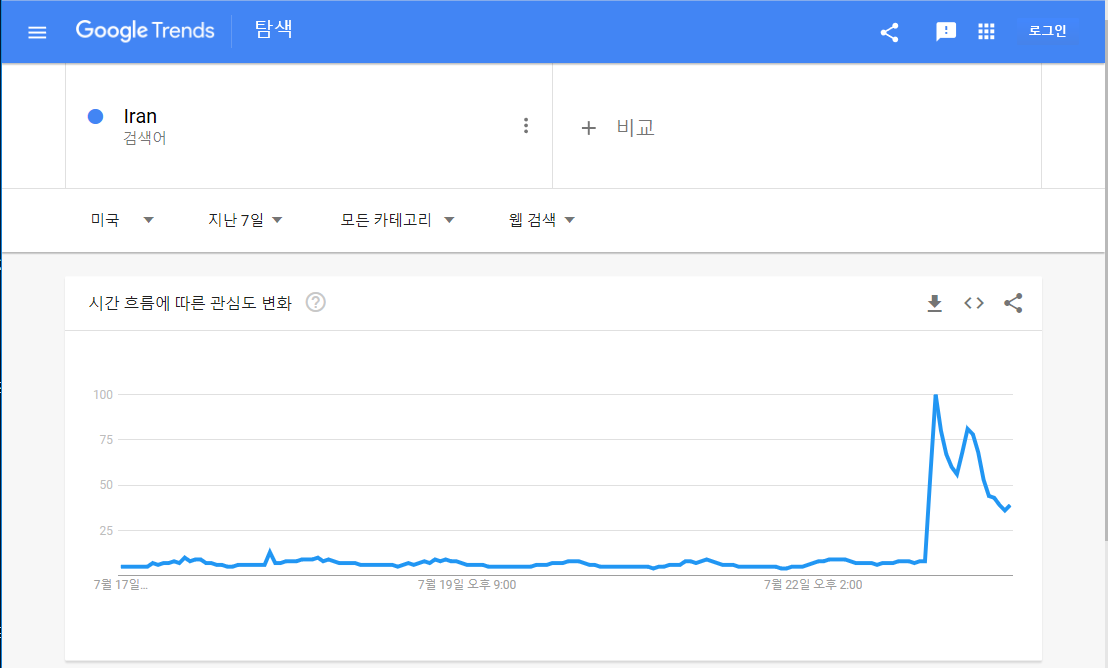 Google Trends 탐색 로그인
Iran
검색어
비교
미국 지난 7일 모든 카테고리 웹 검색
시간 흐름에 따른 관심도 변화
100
75
50
25
7월 17일... 7월 19일 오후 9:00 7월 22일 오후 2:00